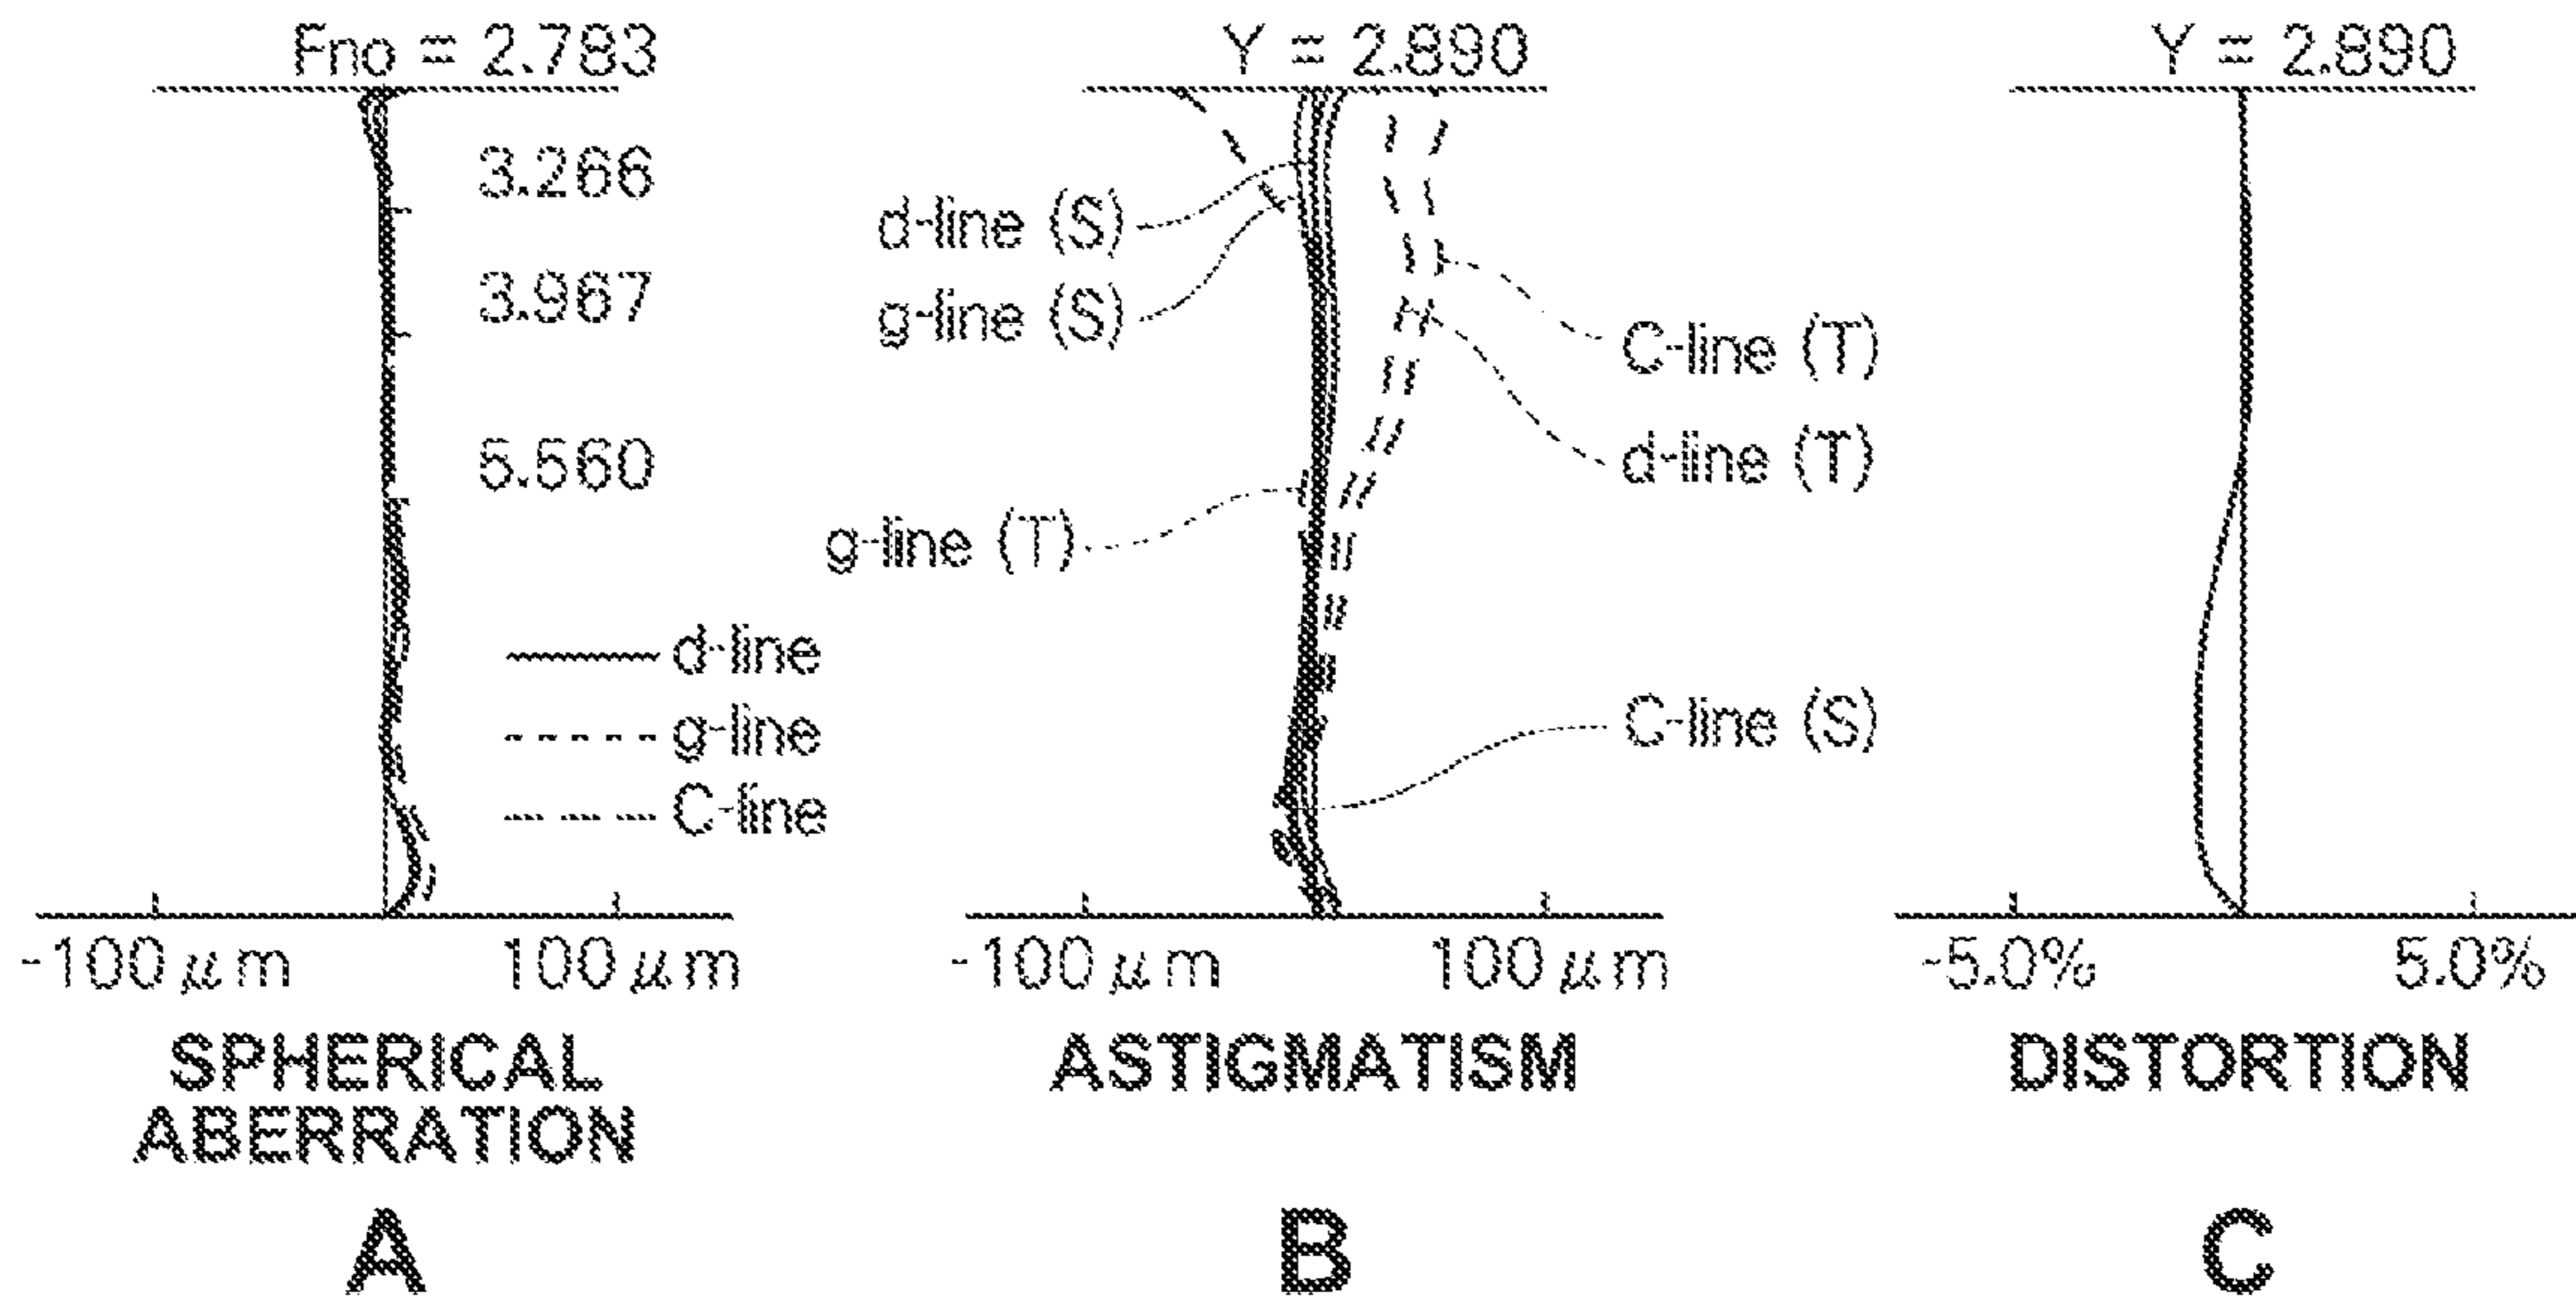 Fno = 2.783
3.266
3.967
5.560
d-line
g-line
C-line
-100 μm
100 μm
SPHERICAL
ABERRATION
A
Y = 2.890
d-line (S)
g-line (S)
g-line (T)
C-line (T)
d-line (T)
C-line (S)
-100 μm
100 μm
ASTIGMATISM
B
Y = 2.890
-5.0%
5.0%
DISTORTION
C